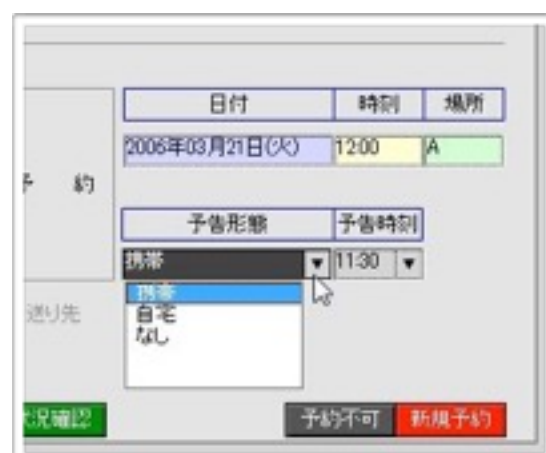 日付 時刻 場所
2006年03月21日(火) 12:00 A
予 約
予告形態 予告時刻
携帯 11:30
携帯
自宅
送り先
なし
状況確認 予約不可 新規予約